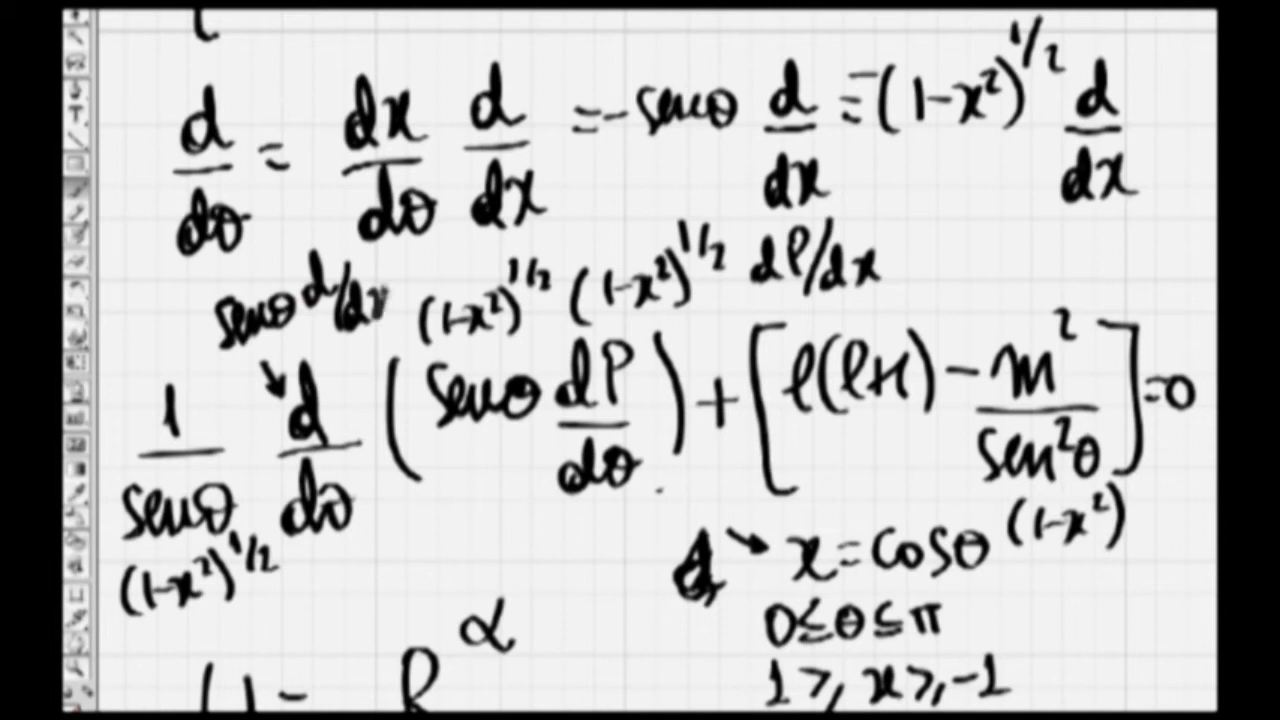 d/dθ = dx/dθ d/dx = -senθ d/dx = -(1-x²)^1/2 d/dx
senθ d/dx (1-x²)^1/2 (1-x²)^1/2 dP/dx
1/senθ d/dθ (senθ dP/dθ) + [l(l+1) - m²/sen²θ] = 0
(1-x²)^1/2 → x = cosθ (1-x²)
0 ≤ θ ≤ π
α
1 ≥ x ≥ -1